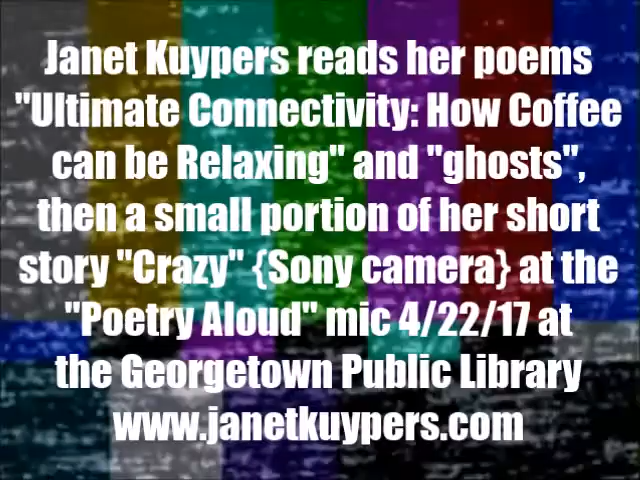 Janet Kuypers reads her poems
"Ultimate Connectivity: How Coffee
can be Relaxing" and "ghosts",
then a small portion of her short
story "Crazy" {Sony camera} at the
"Poetry Aloud" mic 4/22/17 at
the Georgetown Public Library
www.janetkuypers.com